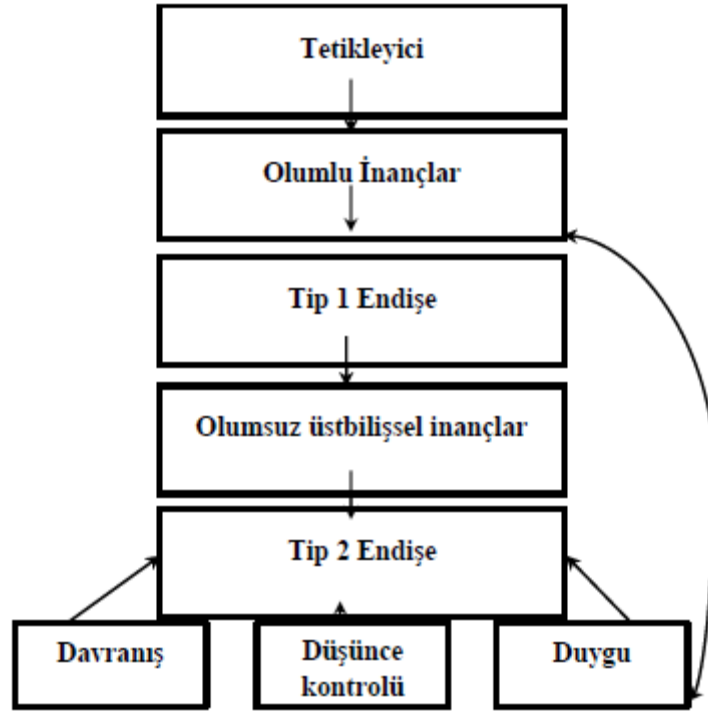 Tetikleyici
Olumlu İnançlar
Tip 1 Endişe
Olumsuz üstbilişsel inançlar
Tip 2 Endişe
Davranış
Düşünce
kontrolü
Duygu